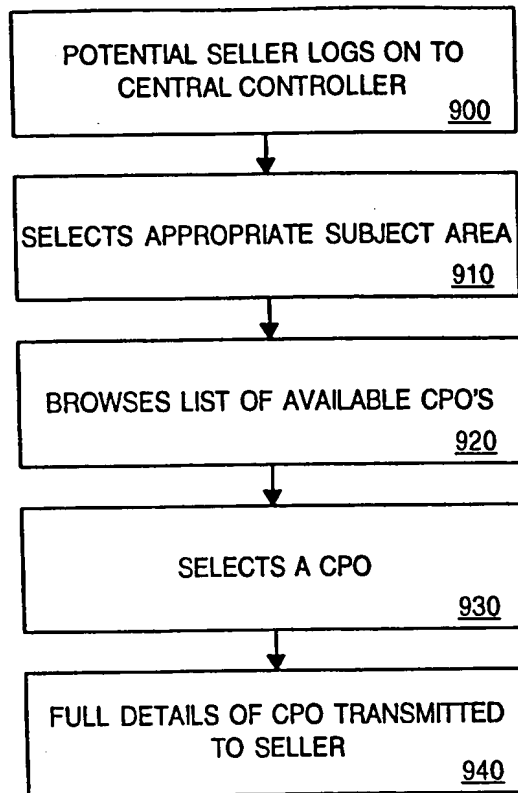 POTENTIAL SELLER LOGS ON TO
CENTRAL CONTROLLER
900
SELECTS APPROPRIATE SUBJECT AREA
910
BROWSES LIST OF AVAILABLE CPO'S
920
SELECTS A CPO
930
FULL DETAILS OF CPO TRANSMITTED
TO SELLER
940